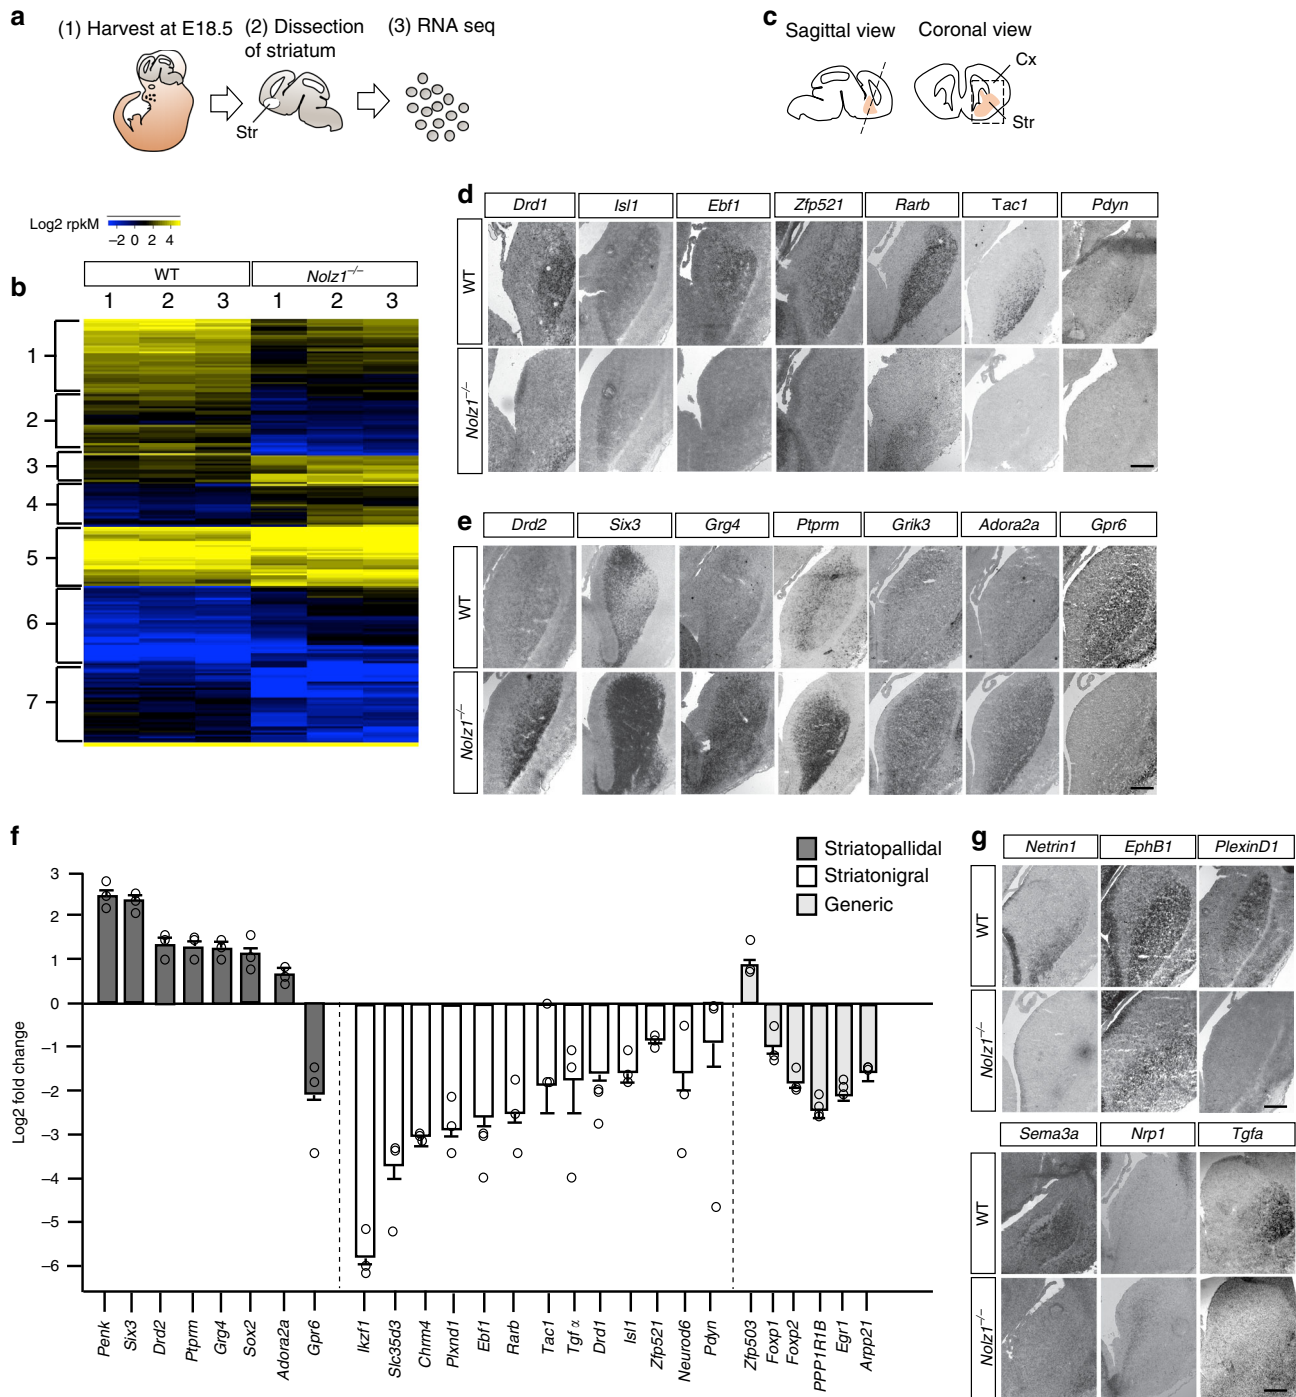 a
(1) Harvest at E18.5
(2) Dissection of striatum
(3) RNA seq
Str
c
Sagittal view
Coronal view
Cx
Str
Log2 rpkM
−2 0 2 4
b
WT Nolz1−/−
1 2 3 1 2 3
1
2
3
4
5
6
7
d
Drd1 Isl1 Ebf1 Zfp521 Rarb Tac1 Pdyn
WT
Nolz1−/−
e
Drd2 Six3 Grg4 Ptprm Grik3 Adora2a Gpr6
WT
Nolz1−/−
f
Striatopallidal
Striatonigral
Generic
Log2 fold change
3
2
1
0
−1
−2
−3
−4
−5
−6
Penk Six3 Drd2 Ptprm Grg4 Sox2 Adora2a Gpr6 Ikzf1 Slc35d3 Chrm4 Plxnd1 Ebf1 Rarb Tac1 Tgf α Drd1 Isl1 Zfp521 Neurod6 Pdyn Zfp503 Foxp1 Foxp2 PPP1R1B Egr1 Arpp21
g
Netrin1 EphB1 PlexinD1
WT
Nolz1−/−
Sema3a Nrp1 Tgfa
WT
Nolz1−/−